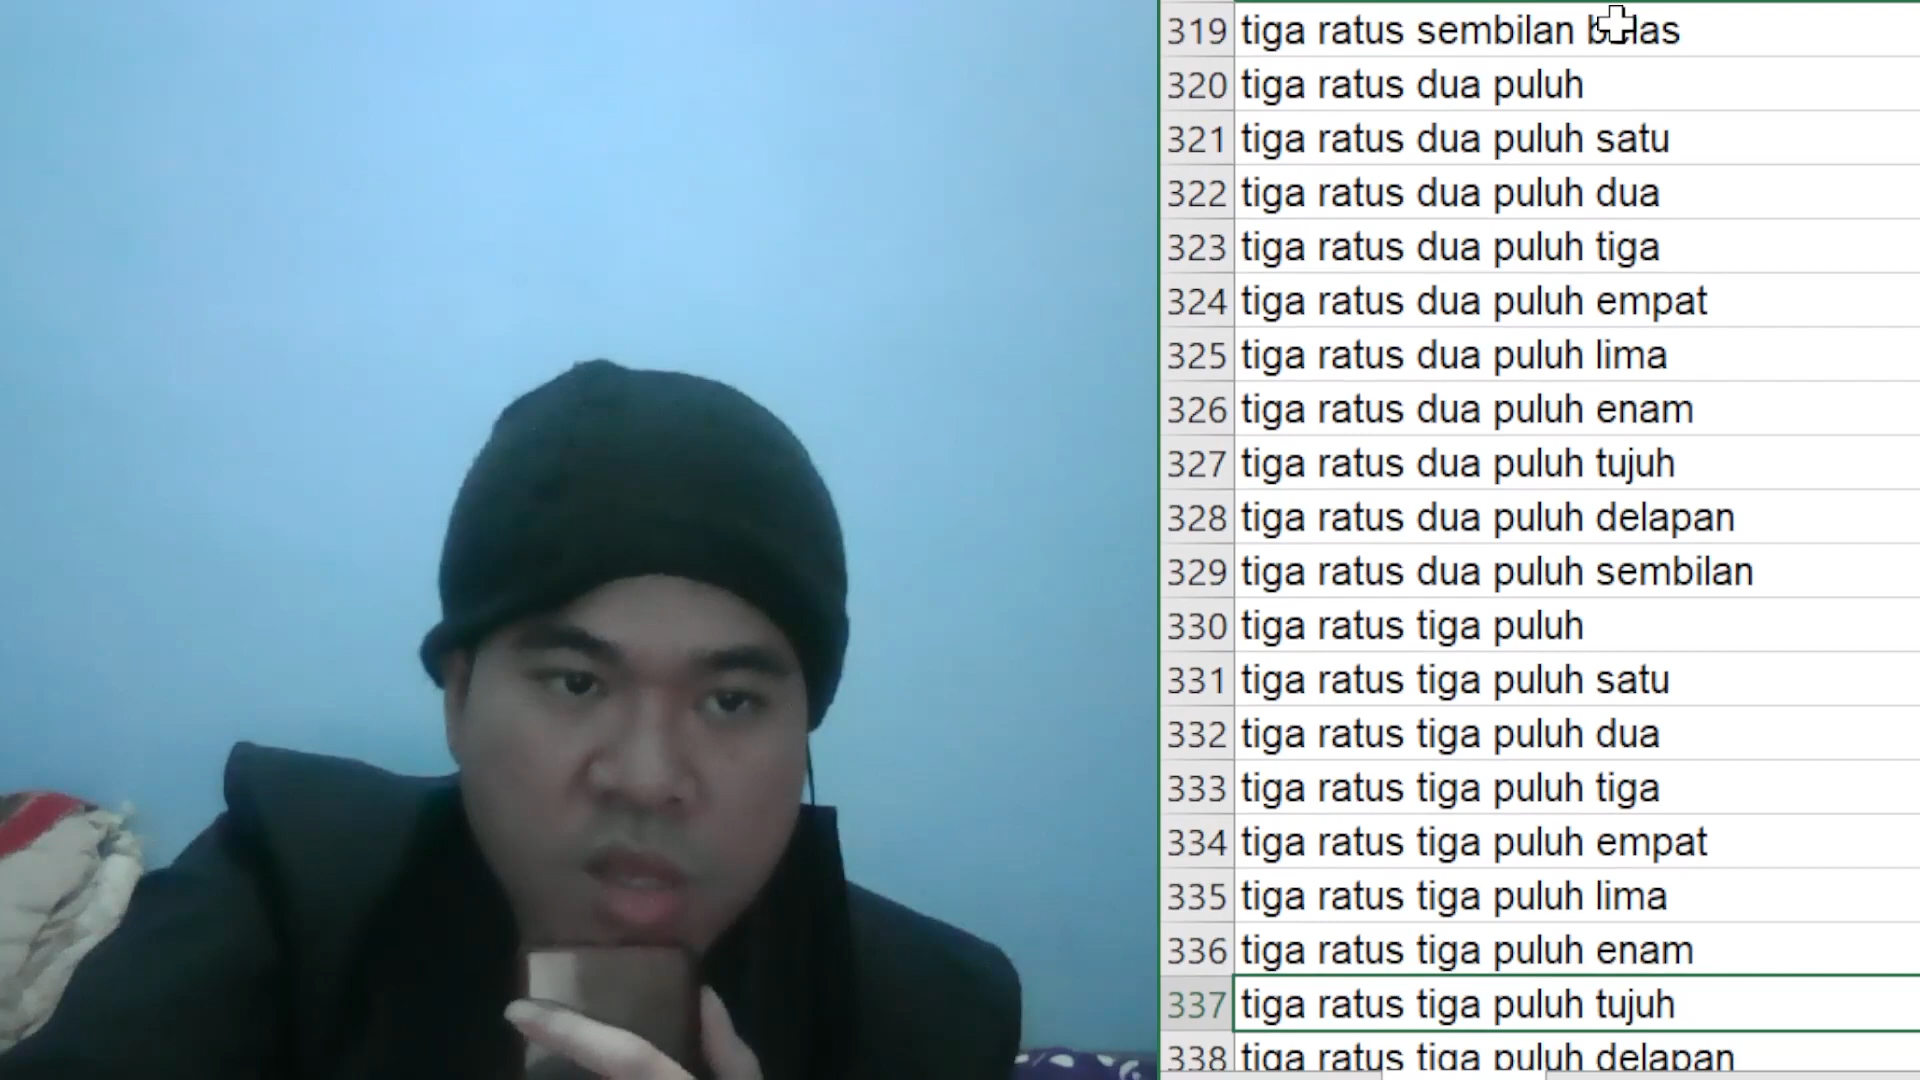 319 tiga ratus sembilan belas
320 tiga ratus dua puluh
321 tiga ratus dua puluh satu
322 tiga ratus dua puluh dua
323 tiga ratus dua puluh tiga
324 tiga ratus dua puluh empat
325 tiga ratus dua puluh lima
326 tiga ratus dua puluh enam
327 tiga ratus dua puluh tujuh
328 tiga ratus dua puluh delapan
329 tiga ratus dua puluh sembilan
330 tiga ratus tiga puluh
331 tiga ratus tiga puluh satu
332 tiga ratus tiga puluh dua
333 tiga ratus tiga puluh tiga
334 tiga ratus tiga puluh empat
335 tiga ratus tiga puluh lima
336 tiga ratus tiga puluh enam
337 tiga ratus tiga puluh tujuh
338 tiga ratus tiga puluh delapan